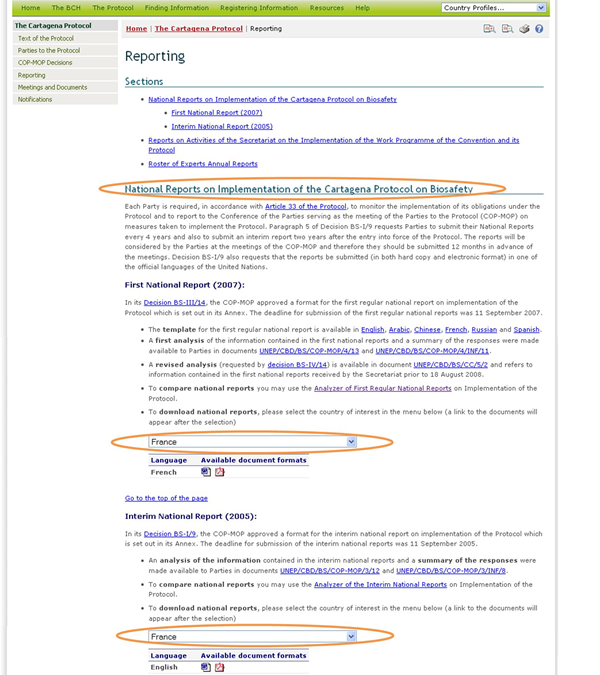 Home The BCH The Protocol Finding Information Registering Information Resources Help Country Profiles...
The Cartagena Protocol
Text of the Protocol
Parties to the Protocol
COP-MOP Decisions
Reporting
Meetings and Documents
Notifications
Home | The Cartagena Protocol | Reporting
Reporting
Sections
National Reports on Implementation of the Cartagena Protocol on Biosafety
First National Report (2007)
Interim National Report (2005)
Reports on Activities of the Secretariat on the Implementation of the Work Programme of the Convention and its
Protocol
Roster of Experts Annual Reports
National Reports on Implementation of the Cartagena Protocol on Biosafety
Each Party is required, in accordance with Article 33 of the Protocol, to monitor the implementation of its obligations under the
Protocol and to report to the Conference of the Parties serving as the meeting of the Parties to the Protocol (COP-MOP) on
measures taken to implement the Protocol. Paragraph 5 of Decision BS-I/9 requests Parties to submit their National Reports
every 4 years and also to submit an interim report two years after the entry into force of the Protocol. The reports will be
considered by the Parties at the meetings of the COP-MOP and therefore they should be submitted 12 months in advance of
the meetings. Decision BS-I/9 also requests that the reports be submitted (in both hard copy and electronic format) in one of
the official languages of the United Nations.
First National Report (2007):
In its Decision BS-III/14, the COP-MOP approved a format for the first regular national report on implementation of the
Protocol which is set out in its Annex. The deadline for submission of the first regular national reports was 11 September 2007.
The template for the first regular national report is available in English, Arabic, Chinese, French, Russian and Spanish.
A first analysis of the information contained in the first national reports and a summary of the responses were made
available to Parties in documents UNEP/CBD/BS/COP-MOP/4/13 and UNEP/CBD/BS/COP-MOP/4/INF/11.
A revised analysis (requested by decision BS-IV/14) is available in document UNEP/CBD/BS/CC/5/2 and refers to
information contained in the first national reports received by the Secretariat prior to 18 August 2008.
To compare national reports you may use the Analyzer of First Regular National Reports on Implementation of the
Protocol.
To download national reports, please select the country of interest in the menu below (a link to the documents will
appear after the selection)
France
Language Available document formats
French
Go to the top of the page
Interim National Report (2005):
In its Decision BS-I/9, the COP-MOP approved a format for the interim national report on implementation of the Protocol which
is set out in its Annex. The deadline for submission of the interim national reports was 11 September 2005.
An analysis of the information contained in the interim national reports and a summary of the responses were
made available to Parties in documents UNEP/CBD/BS/COP-MOP/3/12 and UNEP/CBD/BS/COP-MOP/3/INF/8.
To compare national reports you may use the Analyzer of the Interim National Reports on Implementation of the
Protocol.
To download national reports, please select the country of interest in the menu below (a link to the documents will
appear after the selection)
France
Language Available document formats
English